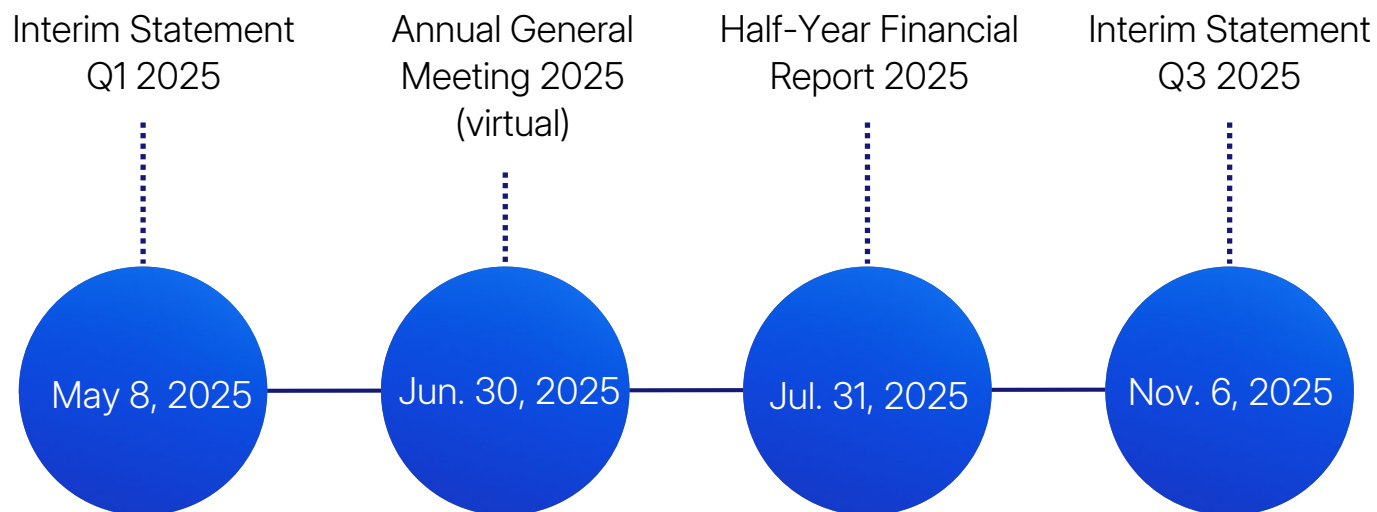 Interim Statement
Q1 2025
Annual General
Meeting 2025
(virtual)
Half-Year Financial
Report 2025
Interim Statement
Q3 2025
May 8, 2025
Jun. 30, 2025
Jul. 31, 2025
Nov. 6, 2025